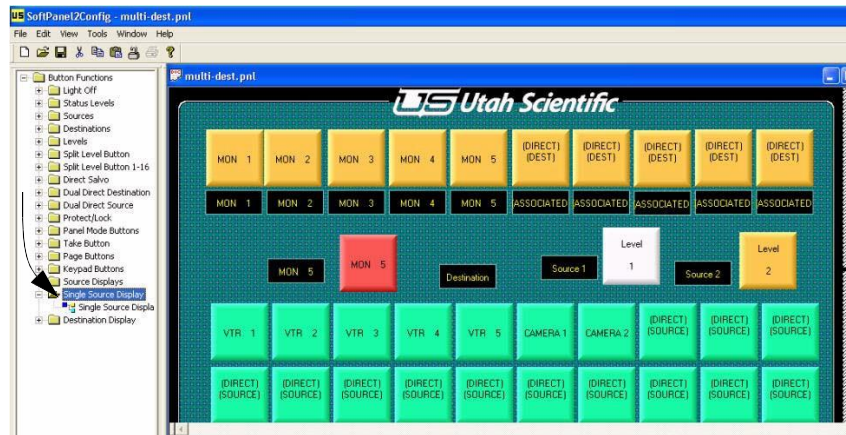 US SoftPanel2Config - multi-dest.pnl
File Edit View Tools Window Help
Button Functions
Light Off
Status Levels
Sources
Destinations
Levels
Split Level Button
Split Level Button 1-16
Direct Salvo
Dual Direct Destination
Dual Direct Source
Protect/Lock
Panel Mode Buttons
Take Button
Page Buttons
Keypad Buttons
Source Displays
Single Source Display
Single Source Displa
Destination Display
multi-dest.pnl
US Utah Scientific
MON 1 MON 2 MON 3 MON 4 MON 5 (DIRECT) (DEST) (DIRECT) (DEST) (DIRECT) (DEST) (DIRECT) (DEST) (DIRECT) (DEST)
MON 1 MON 2 MON 3 MON 4 MON 5 ASSOCIATED ASSOCIATED ASSOCIATED ASSOCIATED ASSOCIATED
MON 5 MON 5 Destination Source 1 Level 1 Source 2 Level 2
VTR 1 VTR 2 VTR 3 VTR 4 VTR 5 CAMERA 1 CAMERA 2 (DIRECT) (SOURCE) (DIRECT) (SOURCE) (DIRECT) (SOURCE)
(DIRECT) (SOURCE) (DIRECT) (SOURCE) (DIRECT) (SOURCE) (DIRECT) (SOURCE) (DIRECT) (SOURCE) (DIRECT) (SOURCE) (DIRECT) (SOURCE) (DIRECT) (SOURCE) (DIRECT) (SOURCE) (DIRECT) (SOURCE)